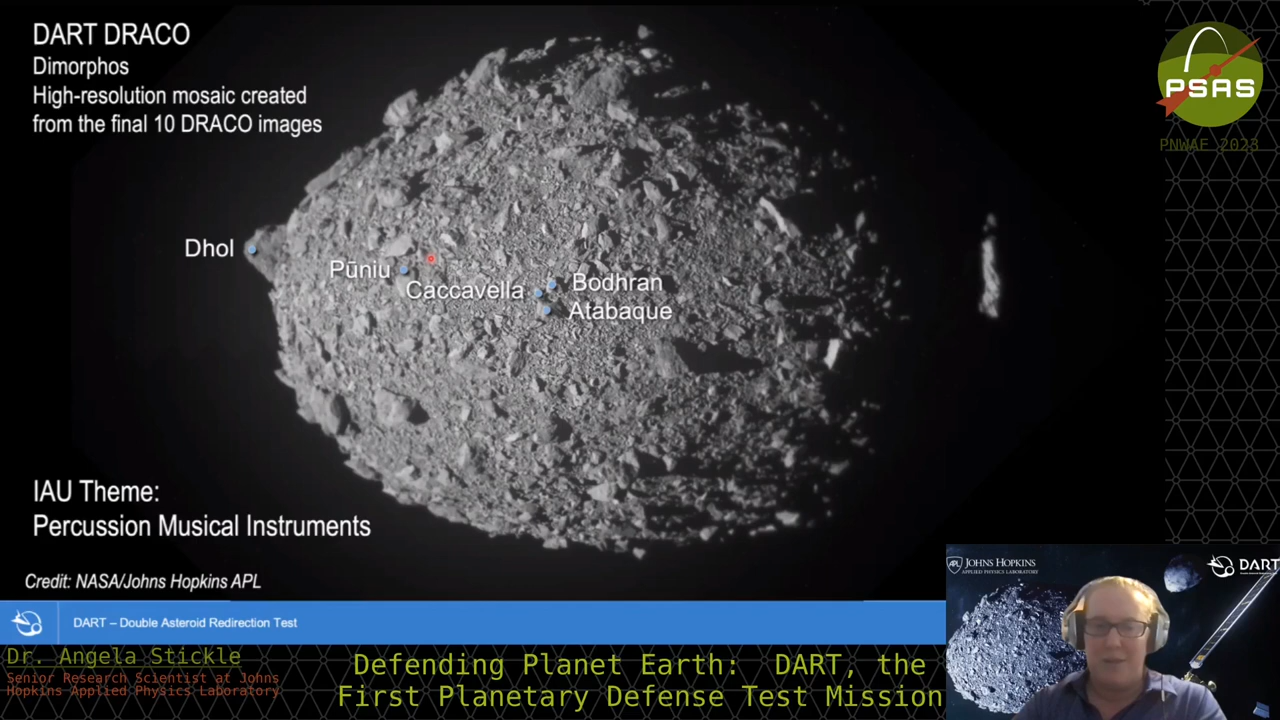 DART DRACO
Dimorphos
High-resolution mosaic created
from the final 10 DRACO images
PSAS
PNWAE 2023
Dhol
Pūniu
Caccavella
Bodhran
Atabaque
IAU Theme:
Percussion Musical Instruments
Credit: NASA/Johns Hopkins APL
DART – Double Asteroid Redirection Test
Dr. Angela Stickle
Senior Research Scientist at Johns
Hopkins Applied Physics Laboratory
Defending Planet Earth: DART, the
First Planetary Defense Test Mission
APL
JOHNS HOPKINS
APPLIED PHYSICS LABORATORY
DART